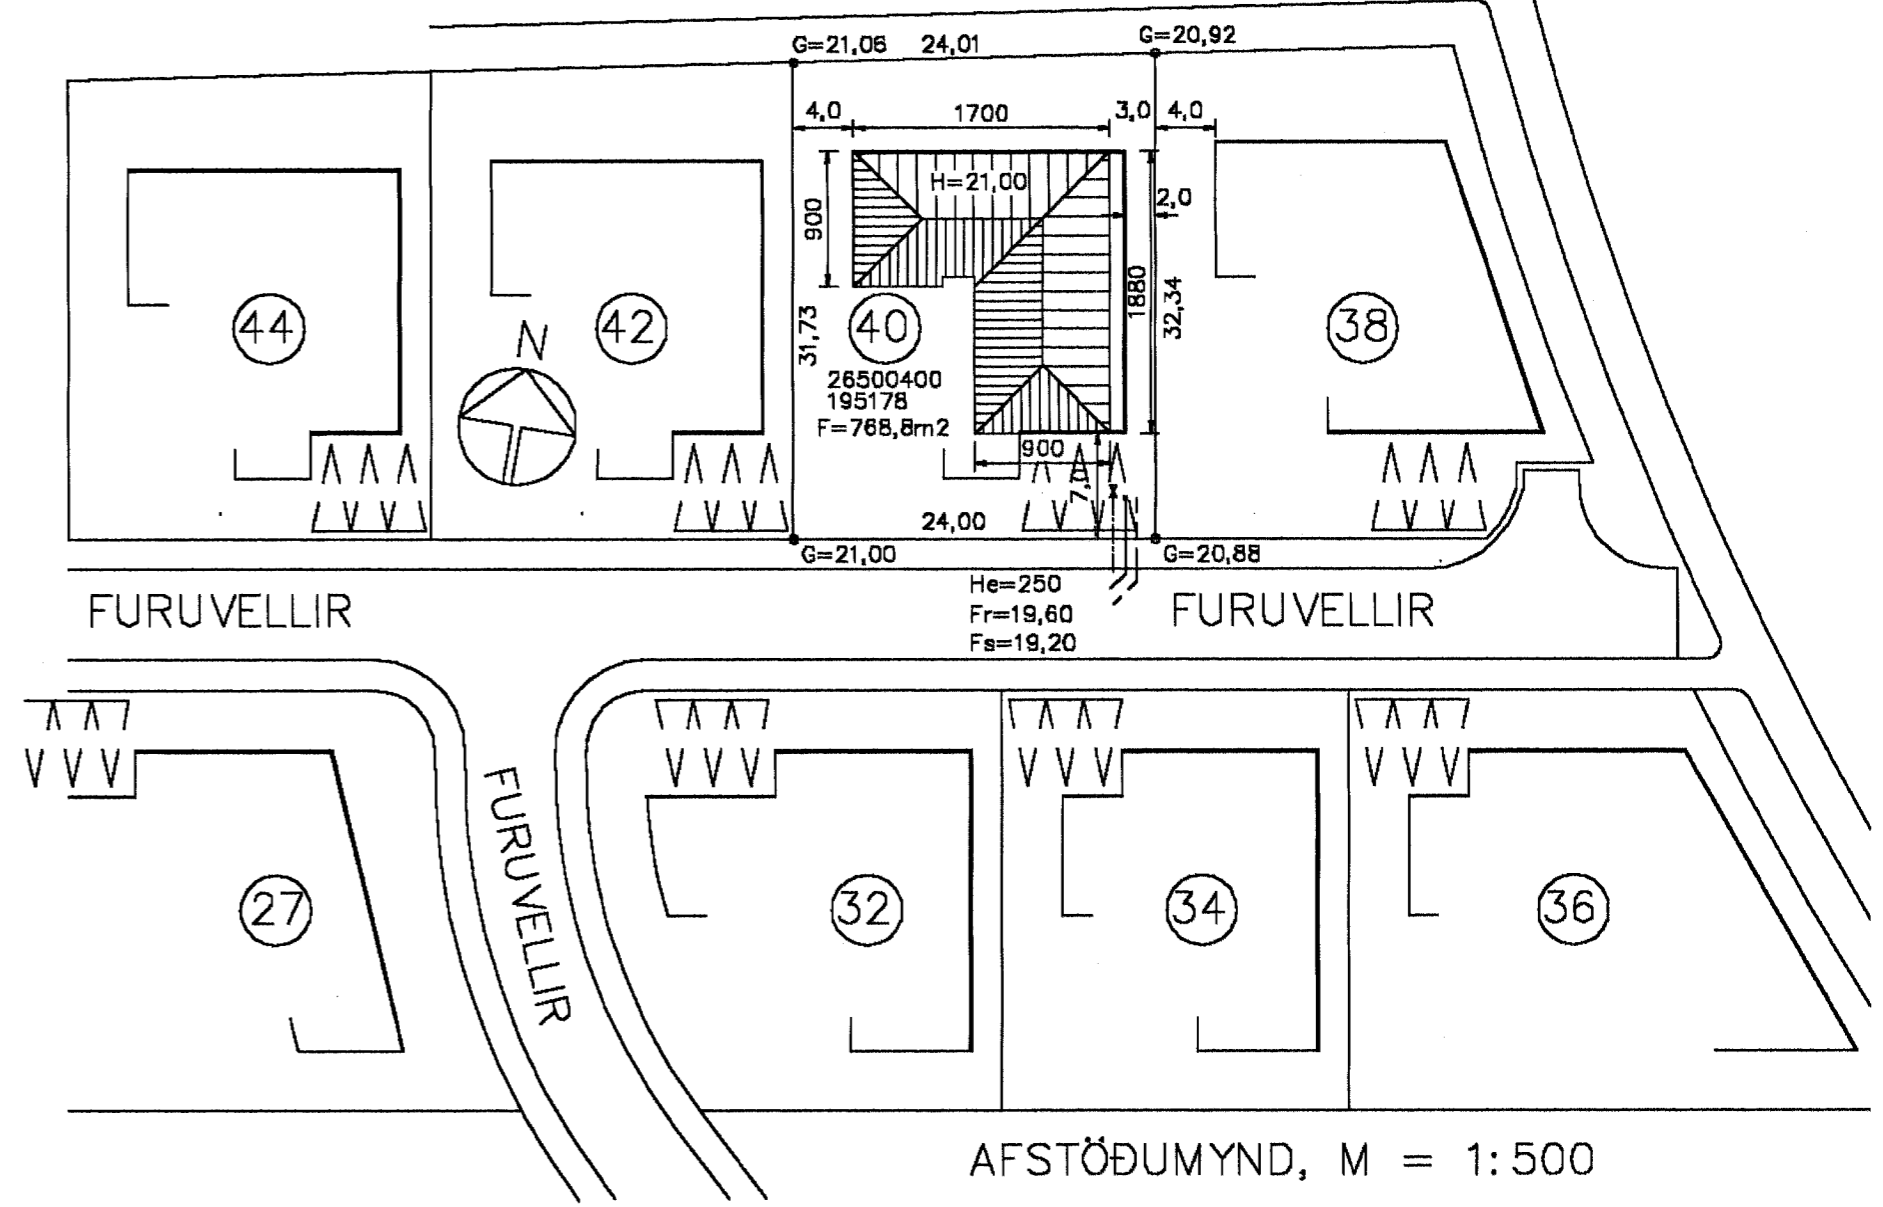 G=21,06 24,01 G=20,92
4,0 1700 3,0 4,0
H=21,00
900
2,0
1880
32,34
31,73
44
N
42
40
38
26500400
195178
F=768,8m2
900
7,0
24,00
G=21,00
G=20,88
He=250
Fr=19,60
Fs=19,20
FURUVELLIR
FURUVELLIR
FURUVELLIR
27
32
34
36
AFSTÖÐUMYND, M = 1:500